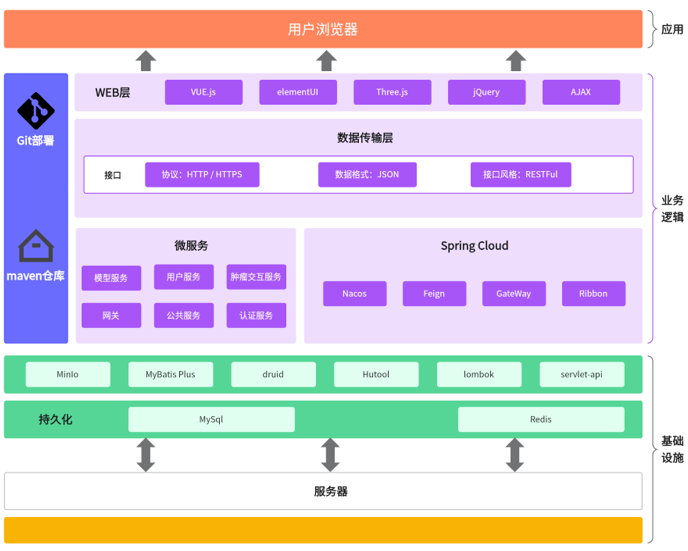 用户浏览器
应用
WEB层
VUE.js
elementUI
Three.js
jQuery
AJAX
Git部署
数据传输层
接口
协议：HTTP / HTTPS
数据格式：JSON
接口风格：RESTFul
业务
逻辑
maven仓库
微服务
模型服务
用户服务
肿瘤交互服务
网关
公共服务
认证服务
Spring Cloud
Nacos
Feign
GateWay
Ribbon
MinIo
MyBatis Plus
druid
Hutool
lombok
servlet-api
持久化
MySql
Redis
基础
设施
服务器